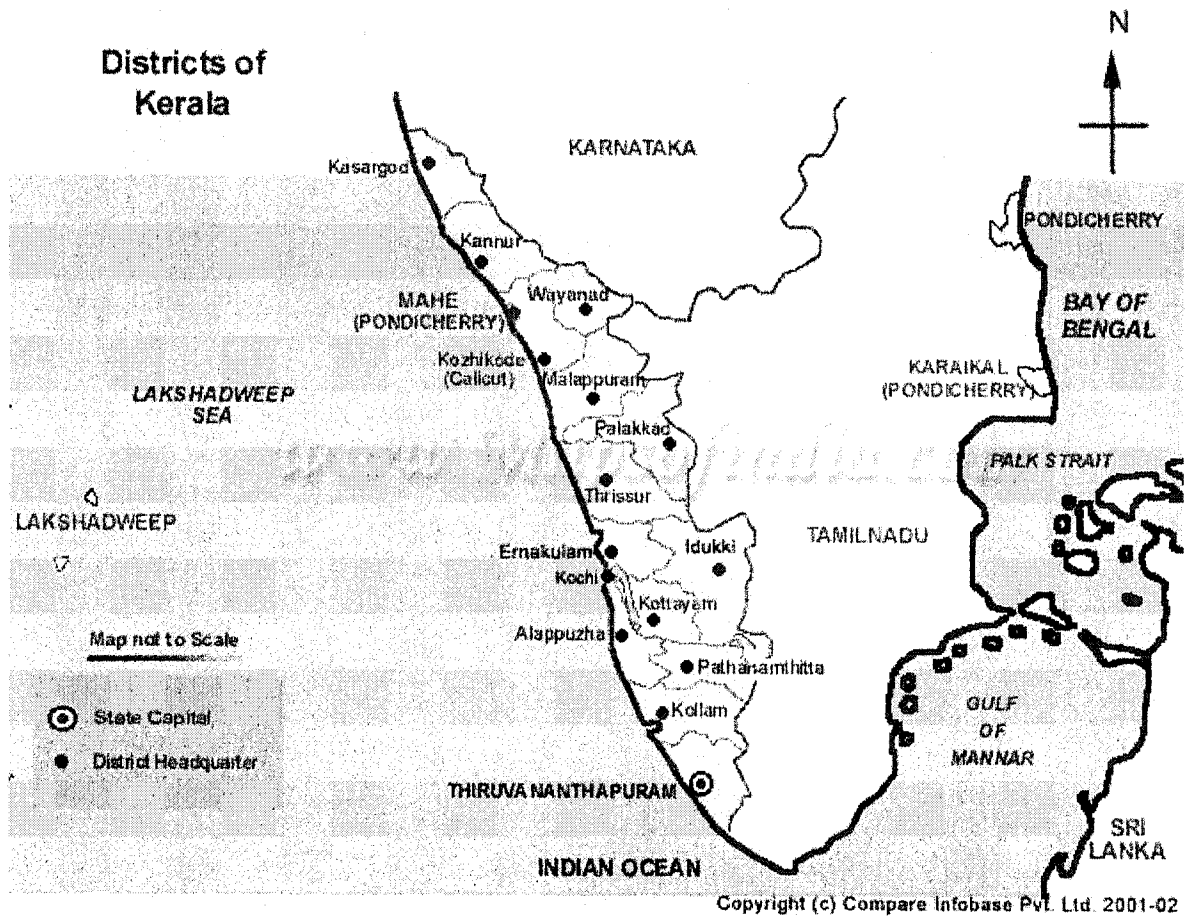 Districts of
Kerala
N
KARNATAKA
Kasargod
PONDICHERRY
Kannur
MAHE
(PONDICHERRY)
Wayanad
BAY OF
BENGAL
Kozhikode
(Calicut)
Malappuram
KARAIKAL
(PONDICHERRY)
LAKSHADWEEP
SEA
Palakkad
PALK STRAIT
Thrissur
LAKSHADWEEP
TAMILNADU
Ernakulam
Idukki
Kochi
Kottayam
Alappuzha
Map not to Scale
Pathanamthitta
State Capital
Kollam
GULF
OF
MANNAR
District Headquarter
THIRUVANANTHAPURAM
SRI
LANKA
INDIAN OCEAN
Copyright (c) Compare Infobase Pvt. Ltd. 2001-02